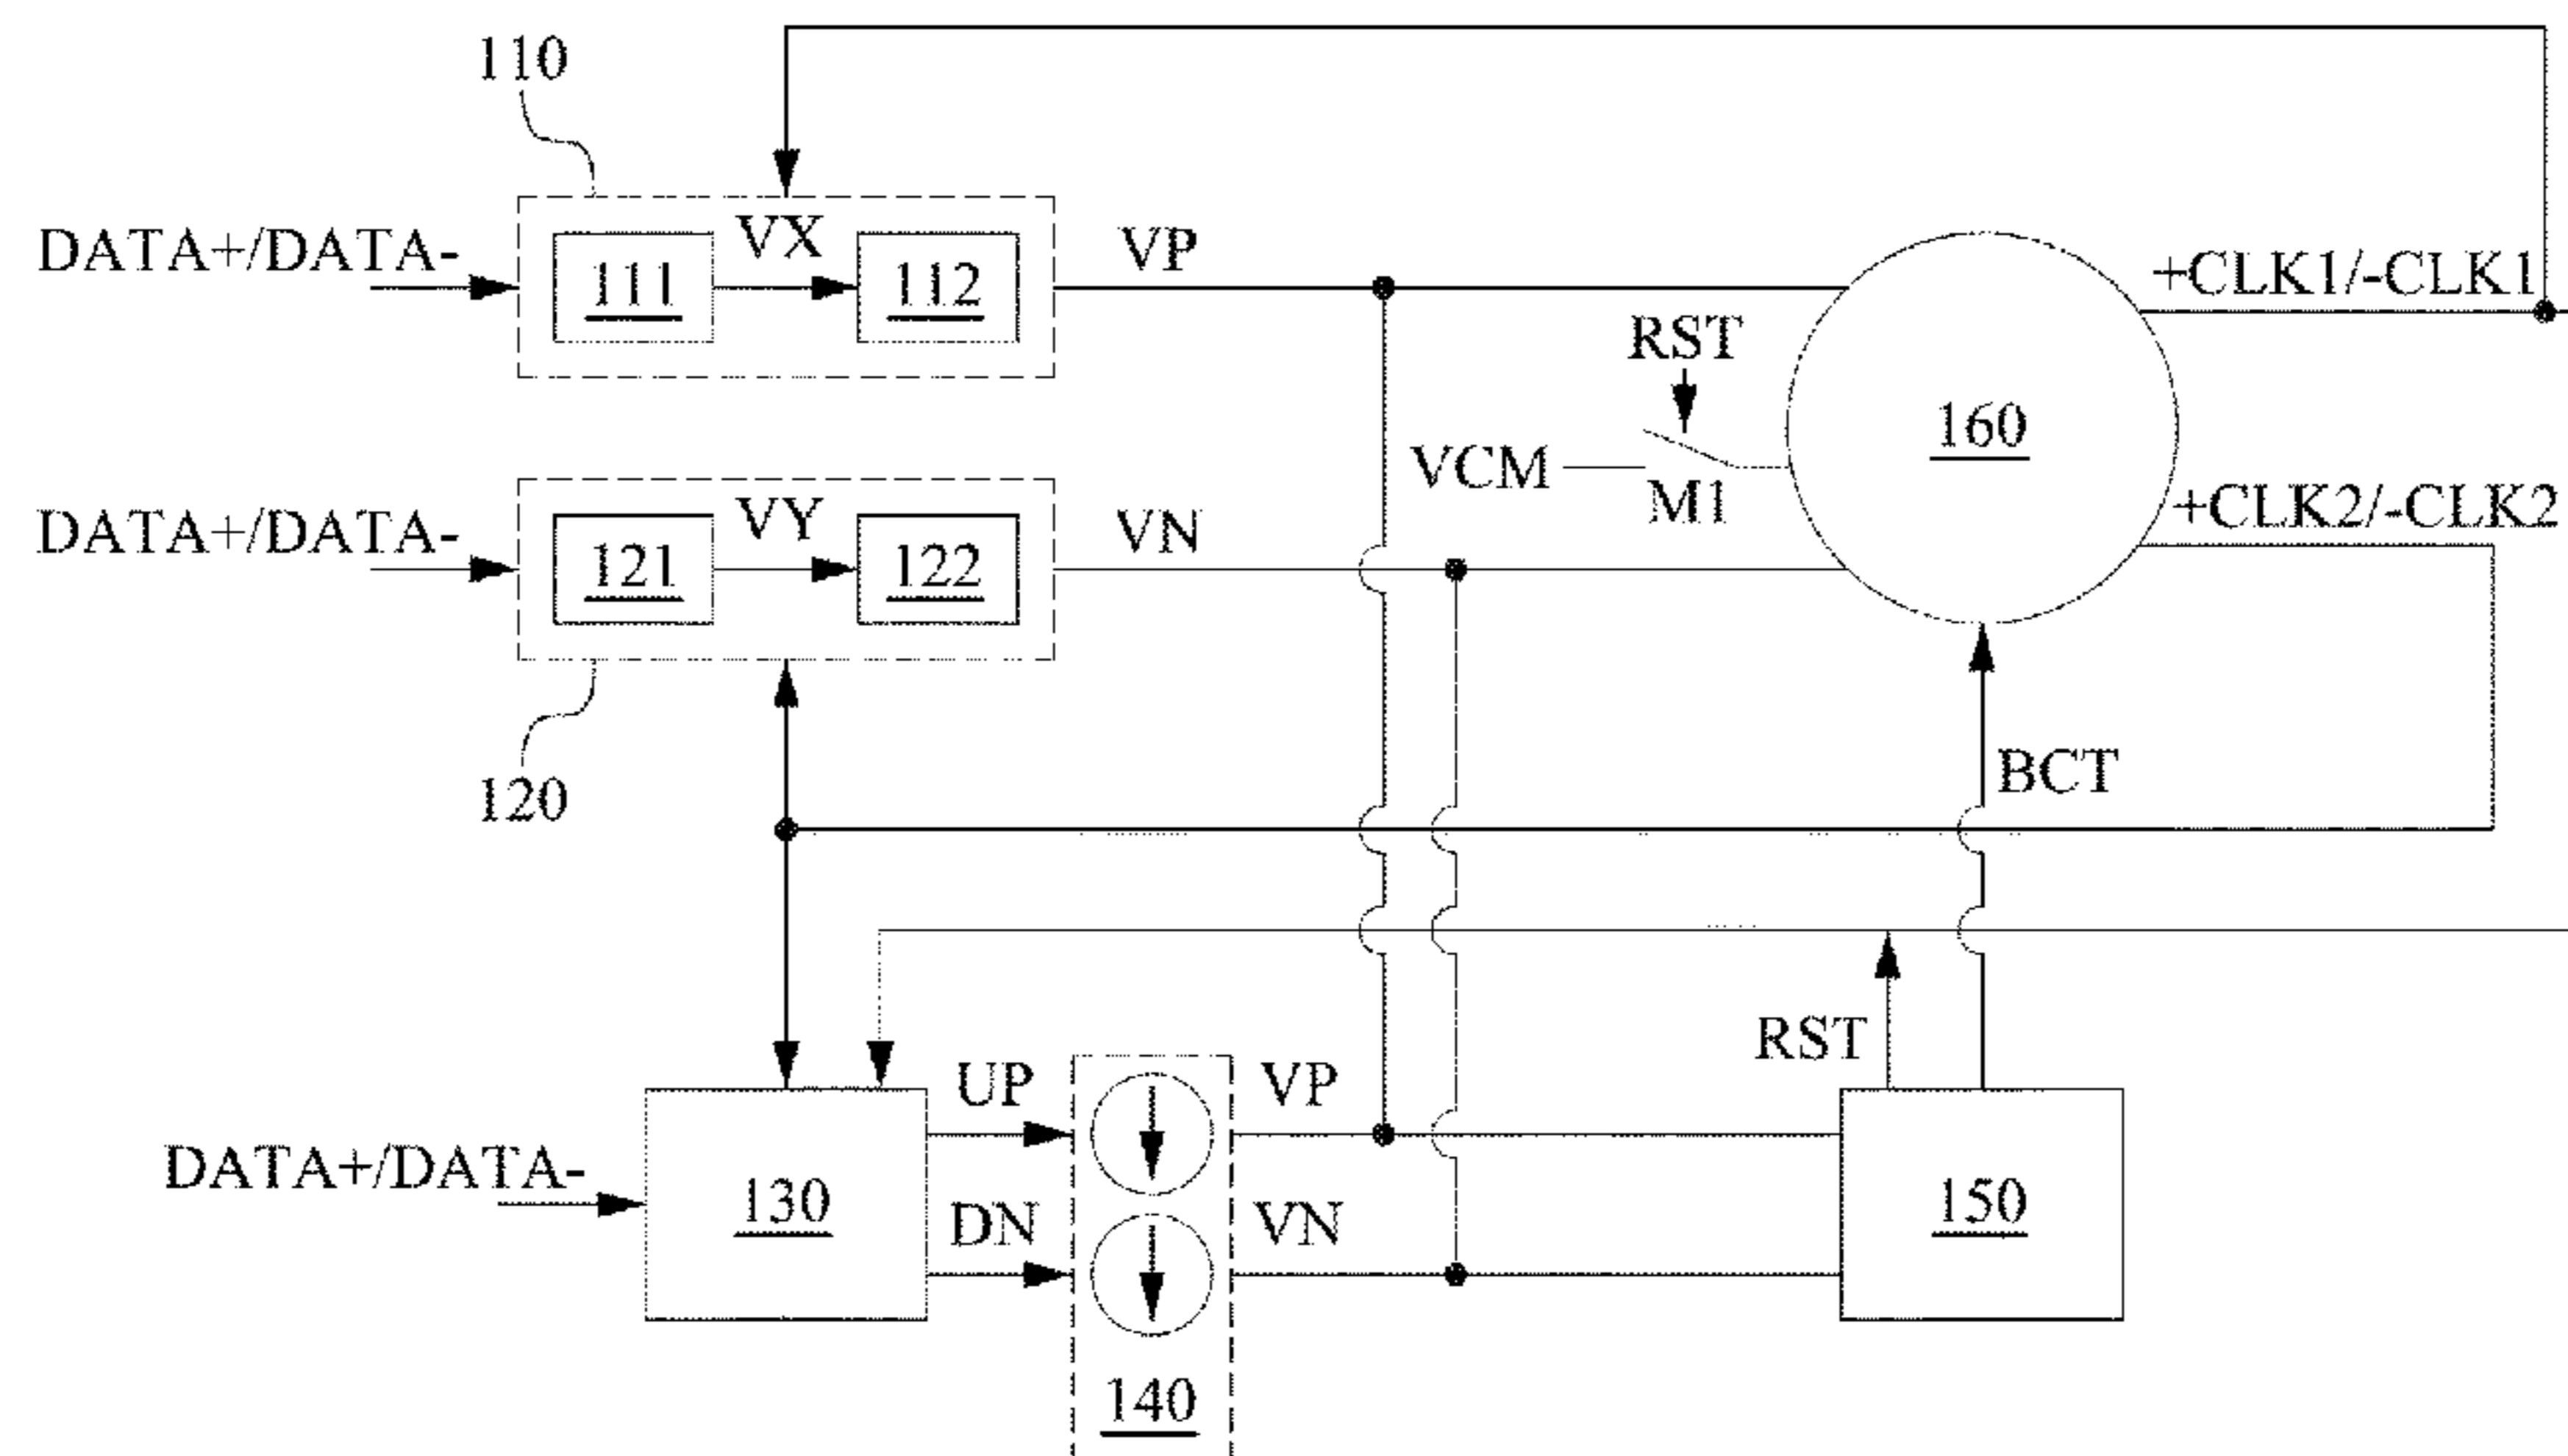 110
DATA+/DATA-
111
VX
112
VP
+CLK1/-CLK1
RST
160
VCM
M1
DATA+/DATA-
121
VY
122
VN
+CLK2/-CLK2
120
BCT
RST
DATA+/DATA-
130
UP
DN
VP
VN
150
140